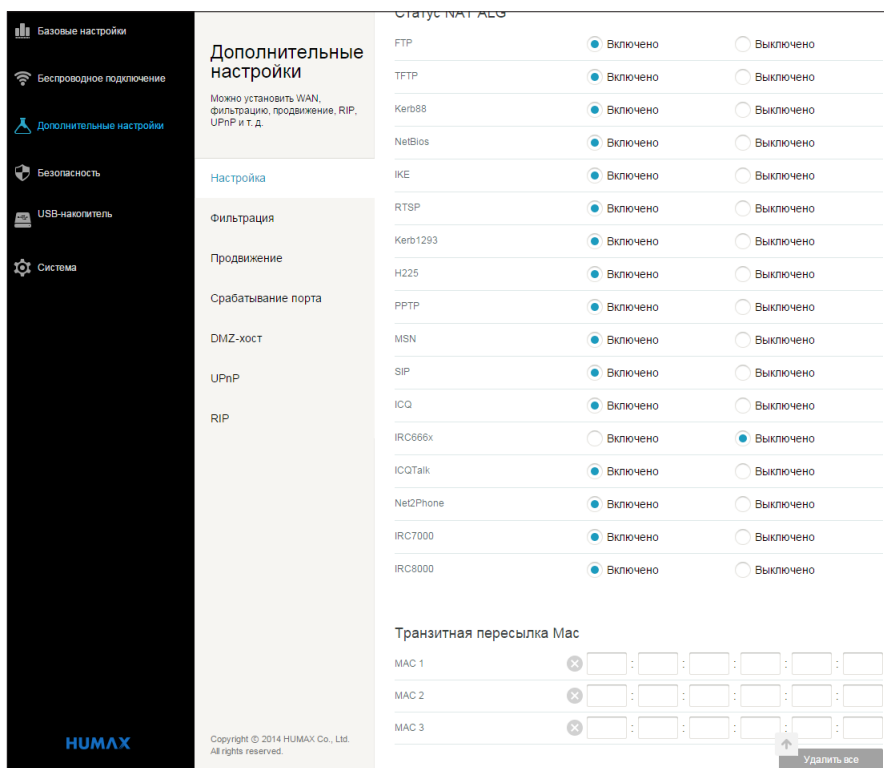 Базовые настройки
Беспроводное подключение
Дополнительные настройки
Безопасность
USB-накопитель
Система
HUMAX
Дополнительные
настройки
Можно установить WAN,
фильтрацию, продвижение, RIP,
UPnP и т. д.
Настройка
Фильтрация
Продвижение
Срабатывание порта
DMZ-хост
UPnP
RIP
Copyright © 2014 HUMAX Co., Ltd.
All rights reserved.
Статус NAT ALG
FTP Включено Выключено
TFTP Включено Выключено
Kerb88 Включено Выключено
NetBios Включено Выключено
IKE Включено Выключено
RTSP Включено Выключено
Kerb1293 Включено Выключено
H225 Включено Выключено
PPTP Включено Выключено
MSN Включено Выключено
SIP Включено Выключено
ICQ Включено Выключено
IRC666x Включено Выключено
ICQTalk Включено Выключено
Net2Phone Включено Выключено
IRC7000 Включено Выключено
IRC8000 Включено Выключено
Транзитная пересылка Mac
MAC 1 : : : : :
MAC 2 : : : : :
MAC 3 : : : : :
Удалить все